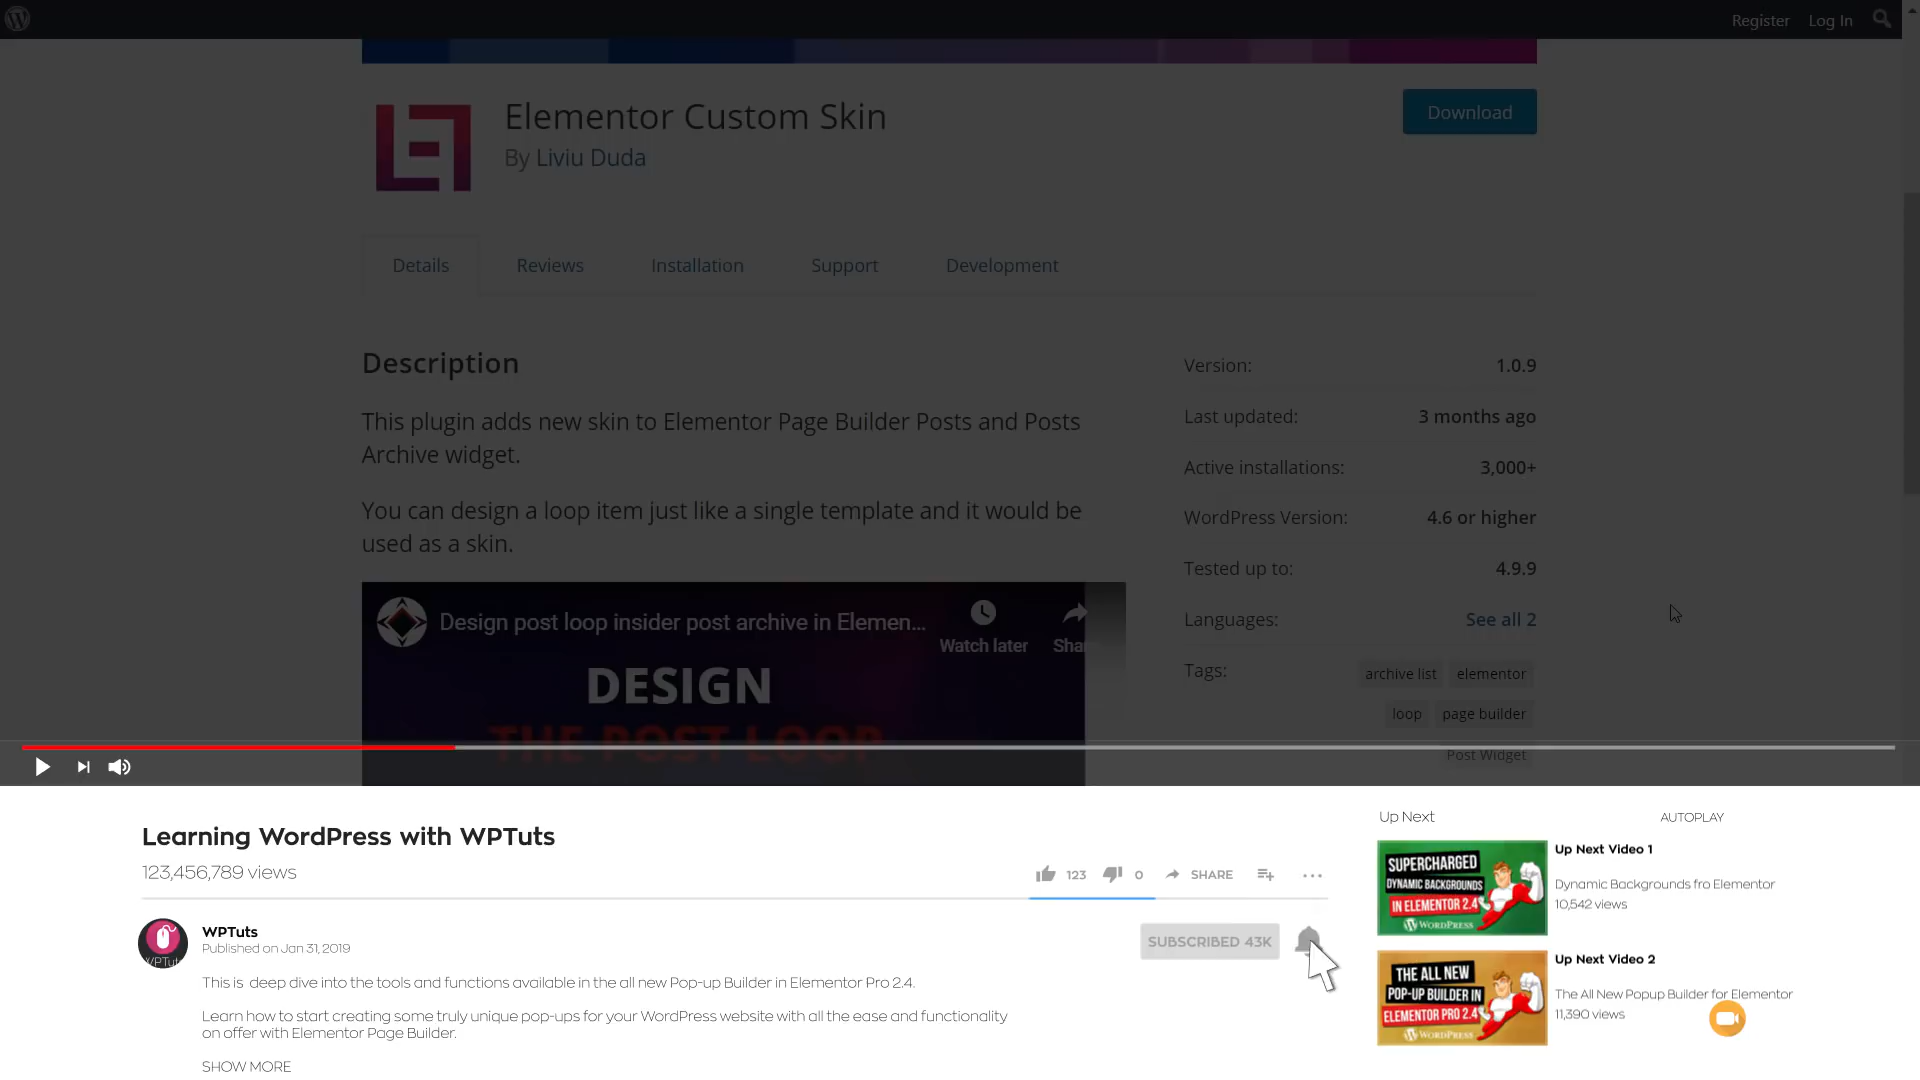 Register Log In
Elementor Custom Skin
By Liviu Duda
Download
Details Reviews Installation Support Development
Description
This plugin adds new skin to Elementor Page Builder Posts and Posts
Archive widget.
You can design a loop item just like a single template and it would be
used as a skin.
Version: 1.0.9
Last updated: 3 months ago
Active installations: 3,000+
WordPress Version: 4.6 or higher
Tested up to: 4.9.9
Languages: See all 2
Tags: archive list elementor
loop page builder
Post Widget
Design post loop insider post archive in Elemen...
Watch later Shar
DESIGN
THE POST LOOP
Learning WordPress with WPTuts
123,456,789 views
123 0 SHARE
WPTuts
Published on Jan 31, 2019
SUBSCRIBED 43K
This is deep dive into the tools and functions available in the all new Pop-up Builder in Elementor Pro 2.4.
Learn how to start creating some truly unique pop-ups for your WordPress website with all the ease and functionality
on offer with Elementor Page Builder.
SHOW MORE
Up Next AUTOPLAY
SUPERCHARGED
DYNAMIC BACKGROUNDS
IN ELEMENTOR 2.4
WORDPRESS
Up Next Video 1
Dynamic Backgrounds fro Elementor
10,542 views
THE ALL NEW
POP-UP BUILDER IN
ELEMENTOR PRO 2.4
WORDPRESS
Up Next Video 2
The All New Popup Builder for Elementor
11,390 views